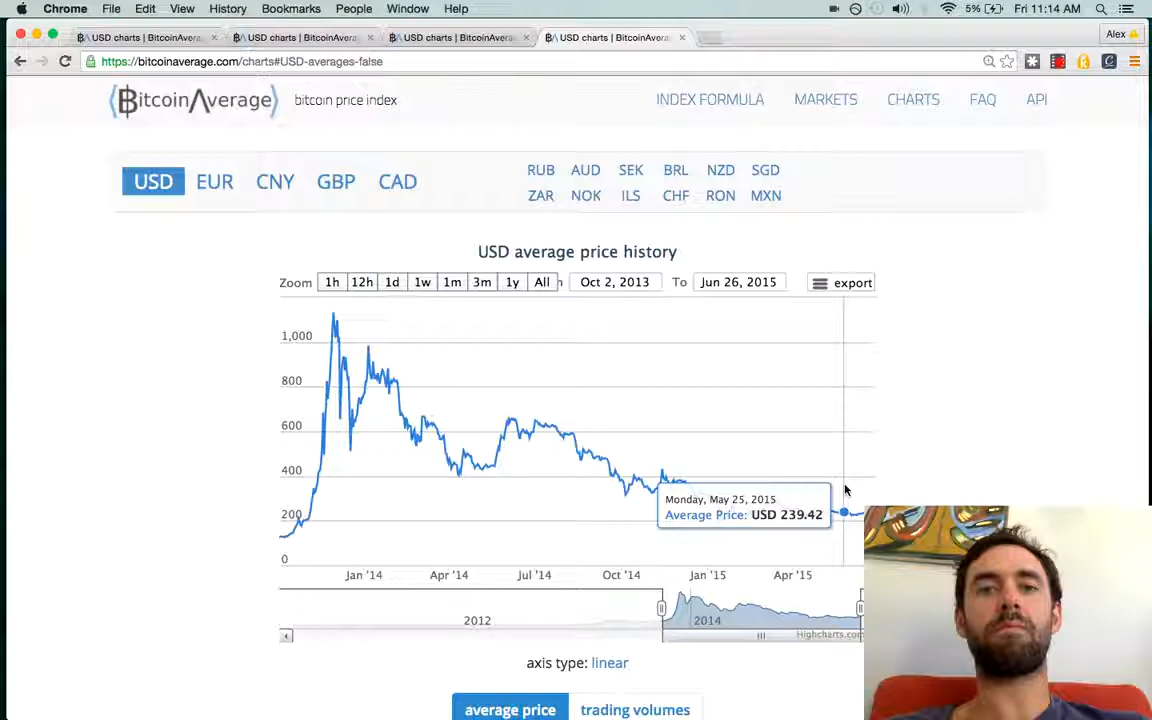 Chrome File Edit View History Bookmarks People Window Help 5% Fri 11:14 AM
USD charts | BitcoinAvera USD charts | BitcoinAvera USD charts | BitcoinAvera USD charts | BitcoinAvera Alex
https://bitcoinaverage.com/charts#USD-averages-false
BitcoinAverage bitcoin price index INDEX FORMULA MARKETS CHARTS FAQ API
USD EUR CNY GBP CAD
RUB AUD SEK BRL NZD SGD
ZAR NOK ILS CHF RON MXN
USD average price history
Zoom 1h 12h 1d 1w 1m 3m 1y All Oct 2, 2013 To Jun 26, 2015 export
1,000
800
600
400
200
0
Monday, May 25, 2015
Average Price: USD 239.42
Jan '14 Apr '14 Jul '14 Oct '14 Jan '15 Apr '15
2012 2014
Highcharts.com
axis type: linear
average price trading volumes